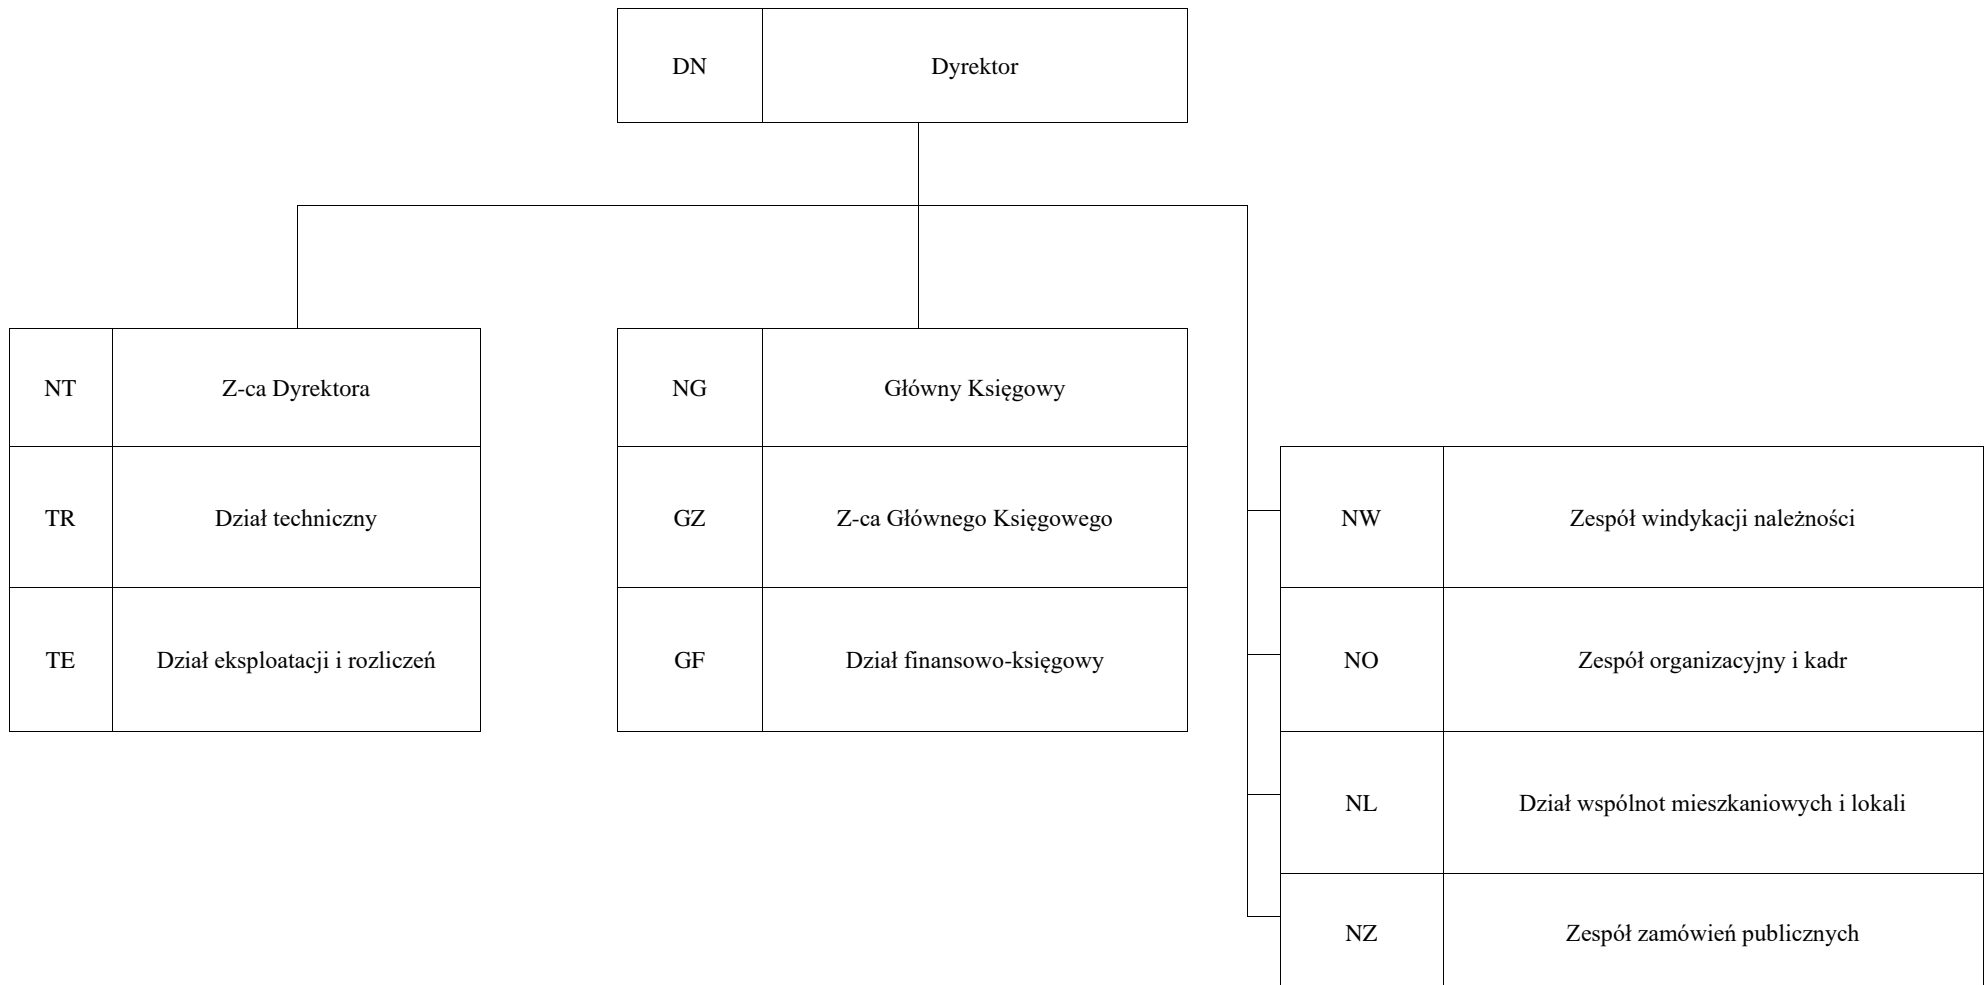 DN Dyrektor
NT Z-ca Dyrektora
TR Dział techniczny
TE Dział eksploatacji i rozliczeń
NG Główny Księgowy
GZ Z-ca Głównego Księgowego
GF Dział finansowo-księgowy
NW Zespół windykacji należności
NO Zespół organizacyjny i kadr
NL Dział wspólnot mieszkaniowych i lokali
NZ Zespół zamówień publicznych